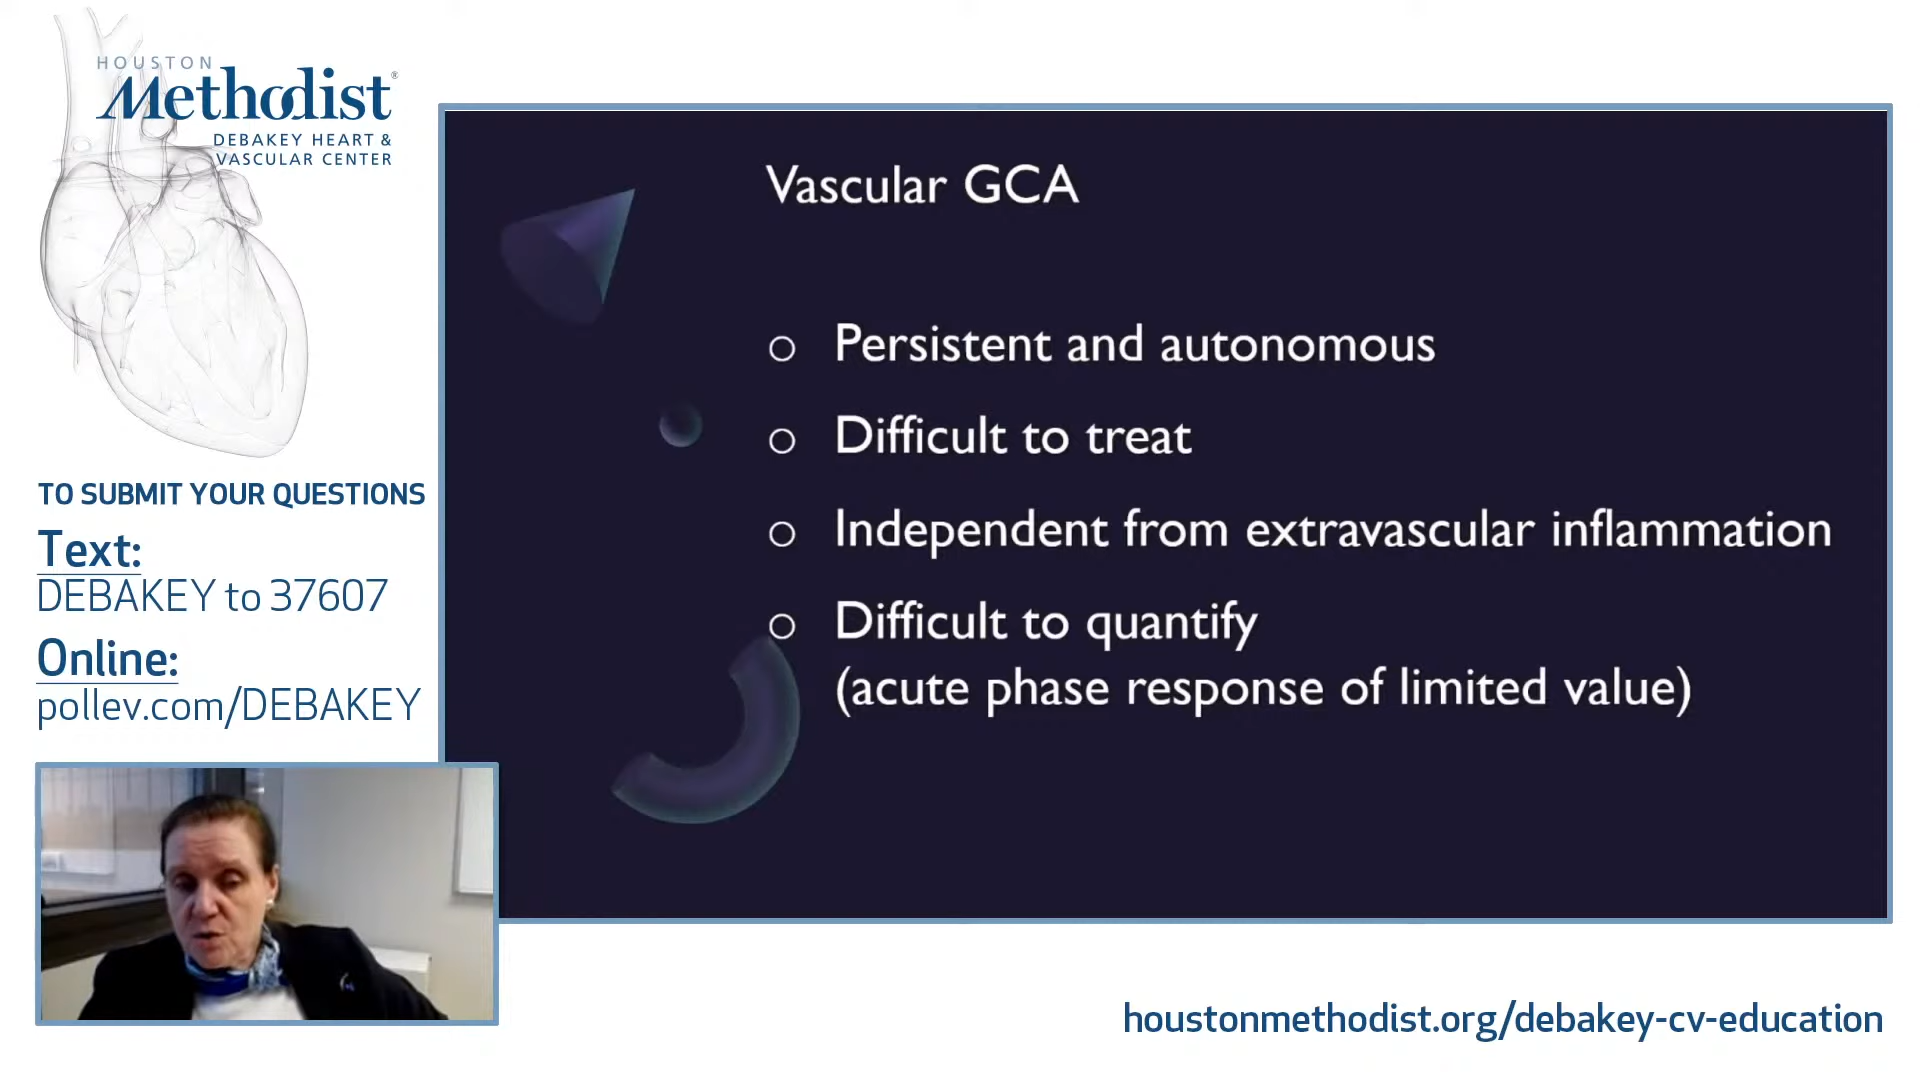 HOUSTON
Methodist®
DEBAKEY HEART &
VASCULAR CENTER
TO SUBMIT YOUR QUESTIONS
Text:
DEBAKEY to 37607
Online:
pollev.com/DEBAKEY
Vascular GCA
o Persistent and autonomous
o Difficult to treat
o Independent from extravascular inflammation
o Difficult to quantify
(acute phase response of limited value)
houstonmethodist.org/debakey-cv-education